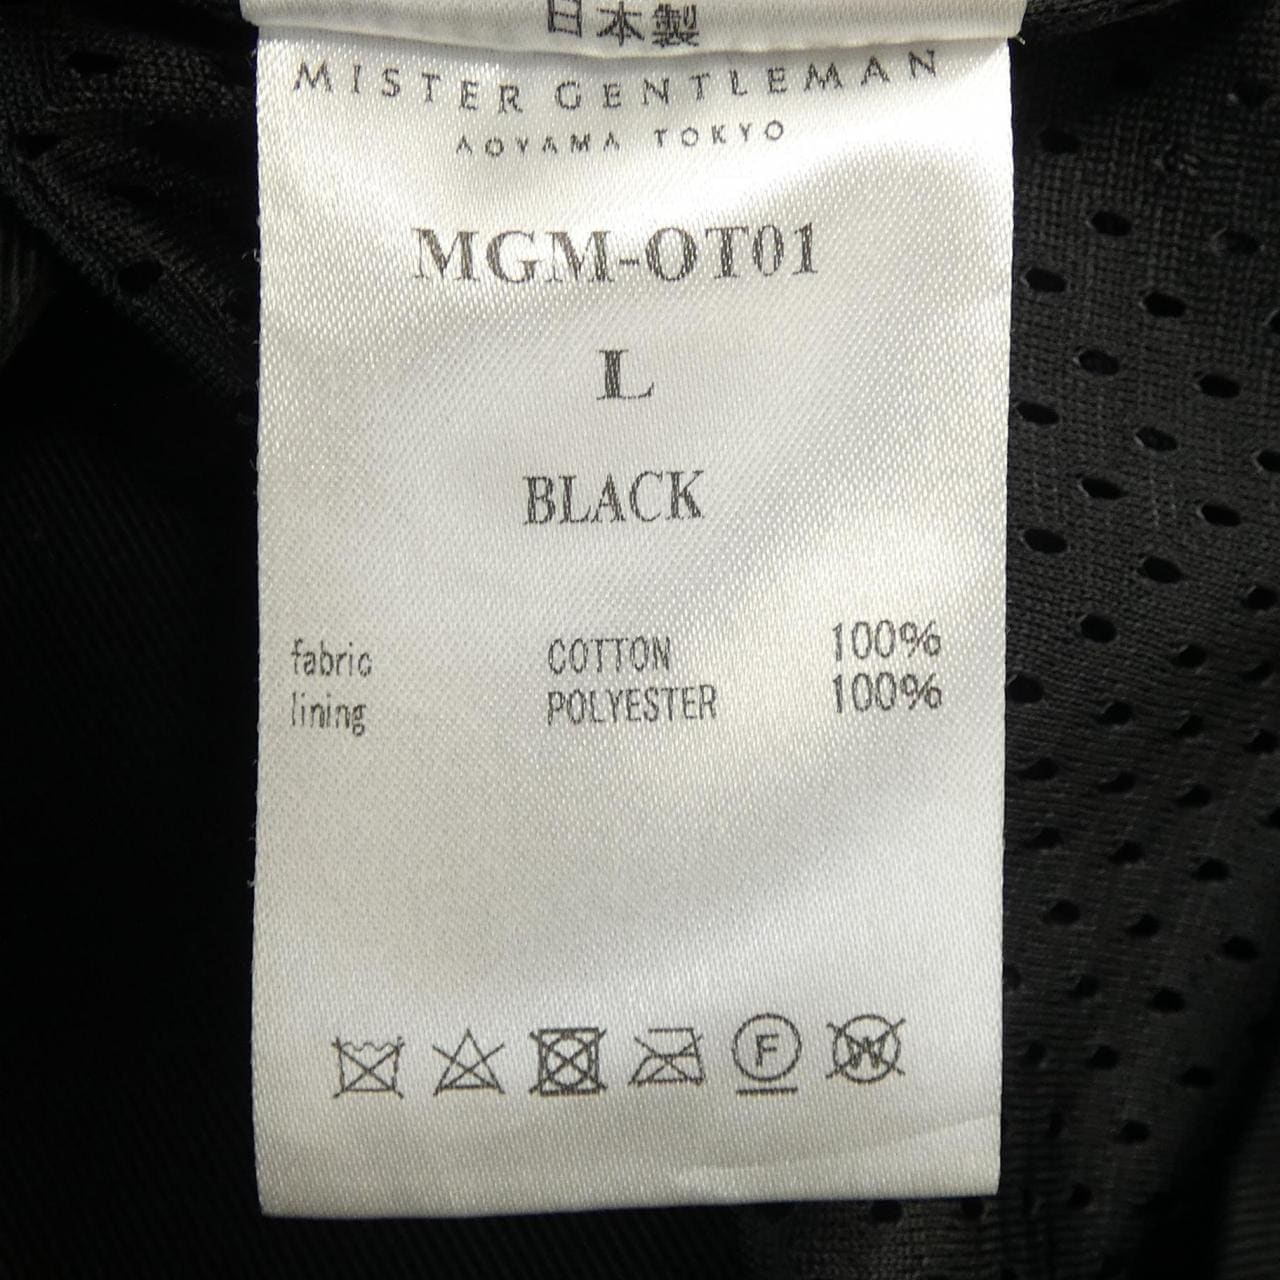 日本製
MISTER GENTLEMAN
AOYAMA TOKYO
MGM-OT01
L
BLACK
fabric COTTON 100%
lining POLYESTER 100%
F
W